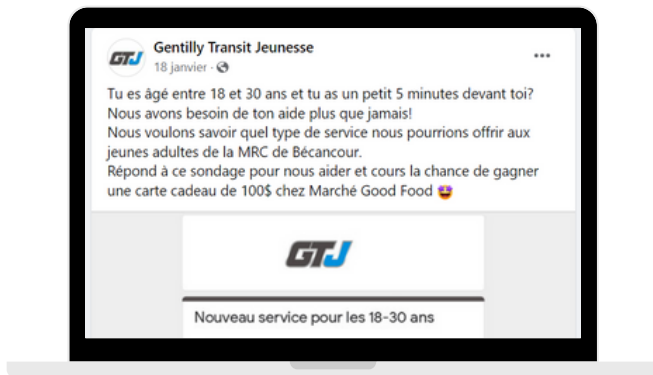 GTJ
Gentilly Transit Jeunesse
18 janvier ·
Tu es âgé entre 18 et 30 ans et tu as un petit 5 minutes devant toi?
Nous avons besoin de ton aide plus que jamais!
Nous voulons savoir quel type de service nous pourrions offrir aux
jeunes adultes de la MRC de Bécancour.
Répond à ce sondage pour nous aider et cours la chance de gagner
une carte cadeau de 100$ chez Marché Good Food 🤩
GTJ
Nouveau service pour les 18-30 ans